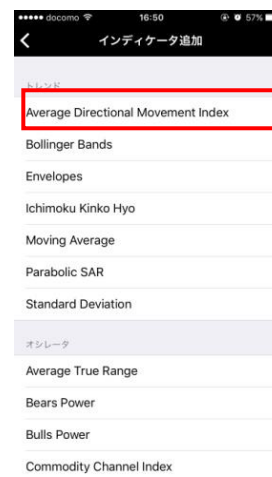 docomo 16:50 57%
インディケータ追加
トレンド
Average Directional Movement Index
Bollinger Bands
Envelopes
Ichimoku Kinko Hyo
Moving Average
Parabolic SAR
Standard Deviation
オシレータ
Average True Range
Bears Power
Bulls Power
Commodity Channel Index